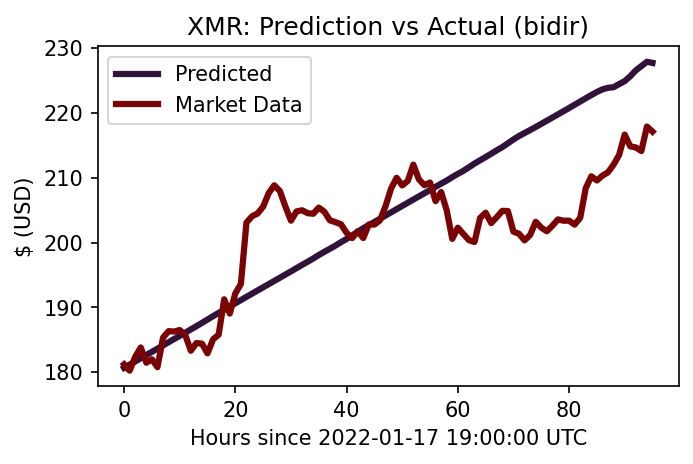 XMR: Prediction vs Actual (bidir)
230
220
210
200
190
180
$ (USD)
Predicted
Market Data
0
20
40
60
80
Hours since 2022-01-17 19:00:00 UTC